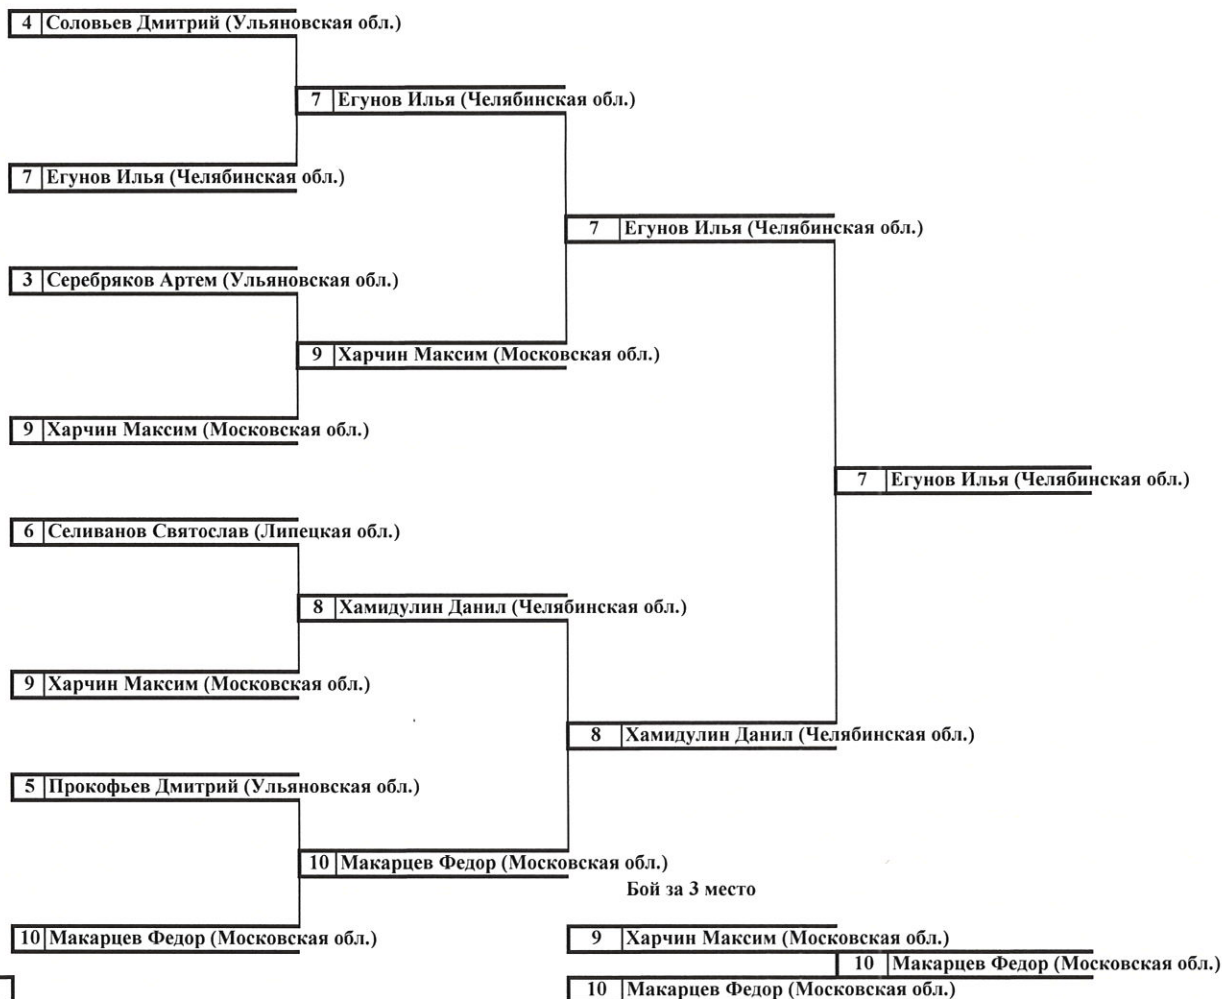 4 Соловьев Дмитрий (Ульяновская обл.)
7 Егунов Илья (Челябинская обл.)
7 Егунов Илья (Челябинская обл.)
7 Егунов Илья (Челябинская обл.)
3 Серебряков Артем (Ульяновская обл.)
9 Харчин Максим (Московская обл.)
9 Харчин Максим (Московская обл.)
7 Егунов Илья (Челябинская обл.)
6 Селиванов Святослав (Липецкая обл.)
8 Хамидулин Данил (Челябинская обл.)
9 Харчин Максим (Московская обл.)
8 Хамидулин Данил (Челябинская обл.)
5 Прокофьев Дмитрий (Ульяновская обл.)
10 Макарцев Федор (Московская обл.)
Бой за 3 место
10 Макарцев Федор (Московская обл.)
9 Харчин Максим (Московская обл.)
10 Макарцев Федор (Московская обл.)
10 Макарцев Федор (Московская обл.)